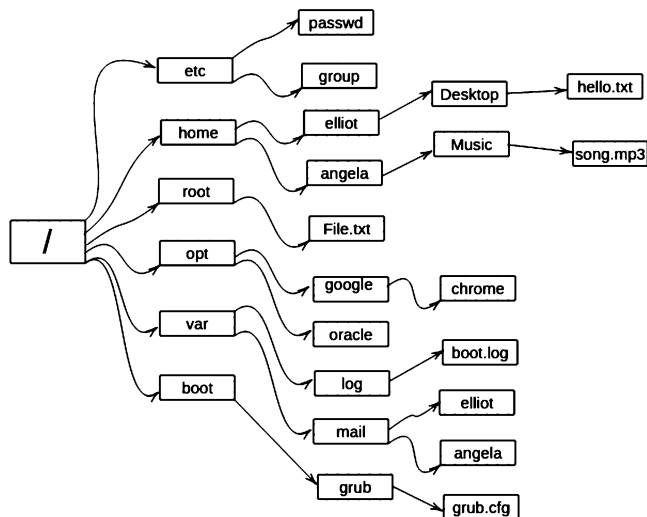 passwd
etc
group
hello.txt
Desktop
home
elliot
Music
song.mp3
angela
root
File.txt
/
opt
google
chrome
var
oracle
boot.log
log
boot
elliot
mail
angela
grub
grub.cfg